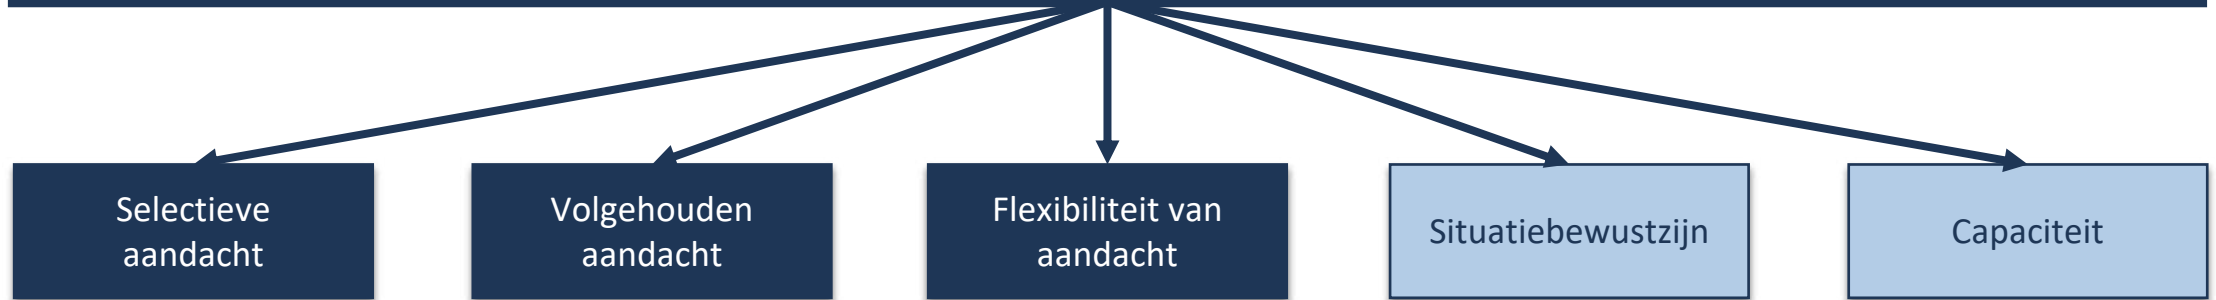 Selectieve
aandacht
Volgehouden
aandacht
Flexibiliteit van
aandacht
Situatiebewustzijn
Capaciteit